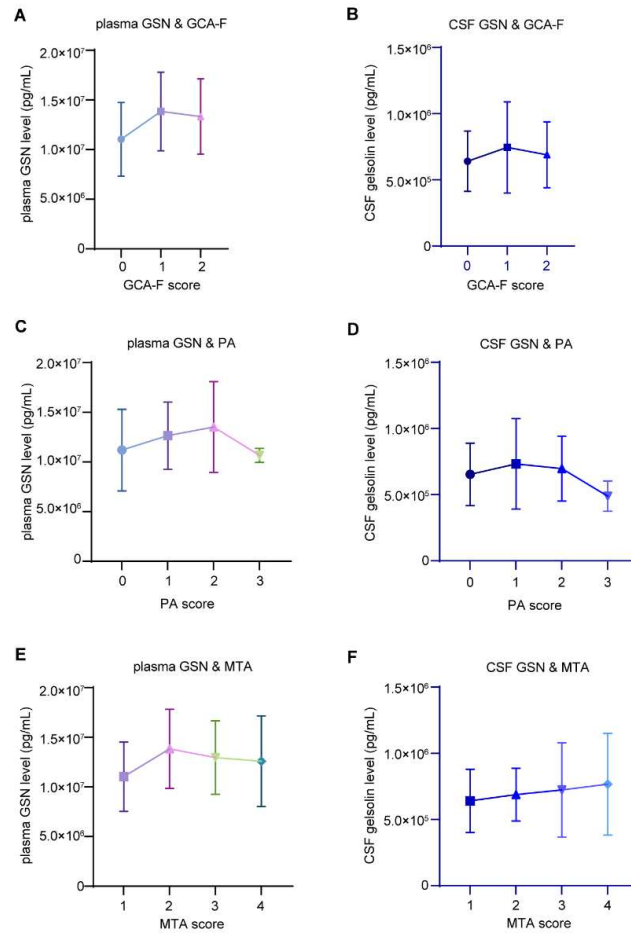 A
plasma GSN & GCA-F
plasma GSN level (pg/mL)
2.0×10⁷
1.5×10⁷
1.0×10⁷
5.0×10⁶
0
0 1 2
GCA-F score
B
CSF GSN & GCA-F
CSF gelsolin level (pg/mL)
1.5×10⁶
1.0×10⁶
5.0×10⁵
0
0 1 2
GCA-F score
C
plasma GSN & PA
plasma GSN level (pg/mL)
2.0×10⁷
1.5×10⁷
1.0×10⁷
5.0×10⁶
0
0 1 2 3
PA score
D
CSF GSN & PA
CSF gelsolin level (pg/mL)
1.5×10⁶
1.0×10⁶
5.0×10⁵
0
0 1 2 3
PA score
E
plasma GSN & MTA
plasma GSN level (pg/mL)
2.0×10⁷
1.5×10⁷
1.0×10⁷
5.0×10⁶
0
1 2 3 4
MTA score
F
CSF GSN & MTA
CSF gelsolin level (pg/mL)
1.5×10⁶
1.0×10⁶
5.0×10⁵
0
1 2 3 4
MTA score